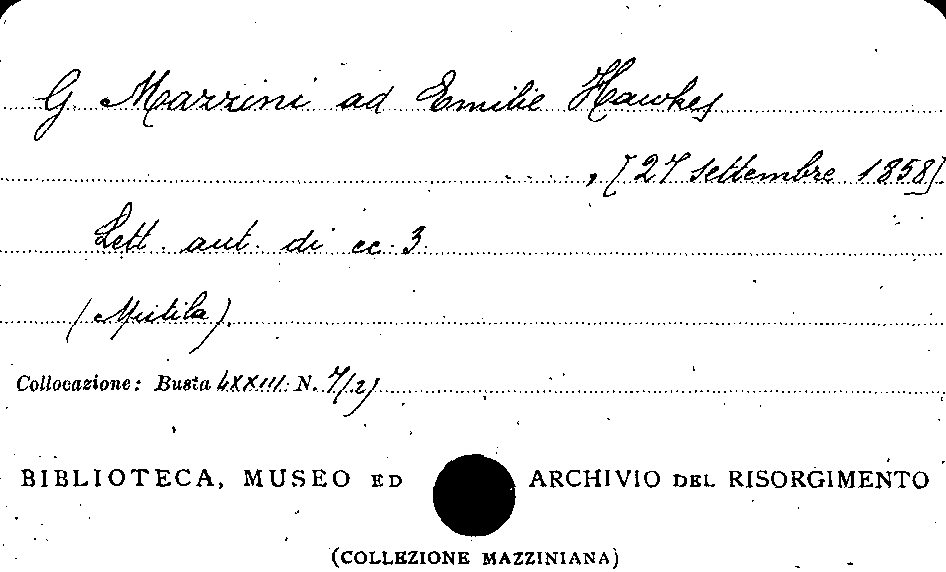 G. Mazzini ad Emilie Hawkes
....., [27 settembre 1858]
Lett. aut. di cc. 3.
(Mutila).
Collocazione: Busta LXXIII N. 7/2)
BIBLIOTECA, MUSEO ED ARCHIVIO DEL RISORGIMENTO
(COLLEZIONE MAZZINIANA)